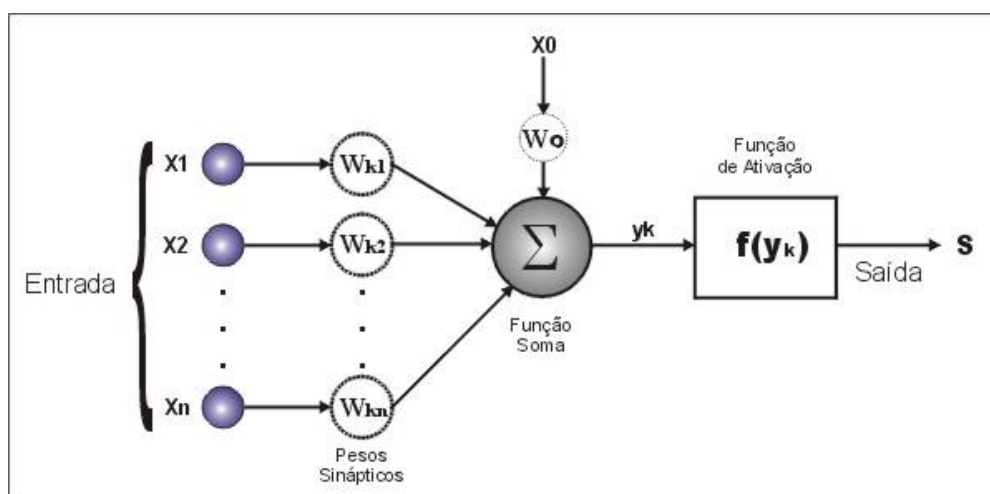 X0
Wo
Função
de Ativação
X1
Wk1
X2
Wk2
Σ
yk
f(yk)
S
Saída
Entrada
Função
Soma
Xn
Wkn
Pesos
Sinápticos